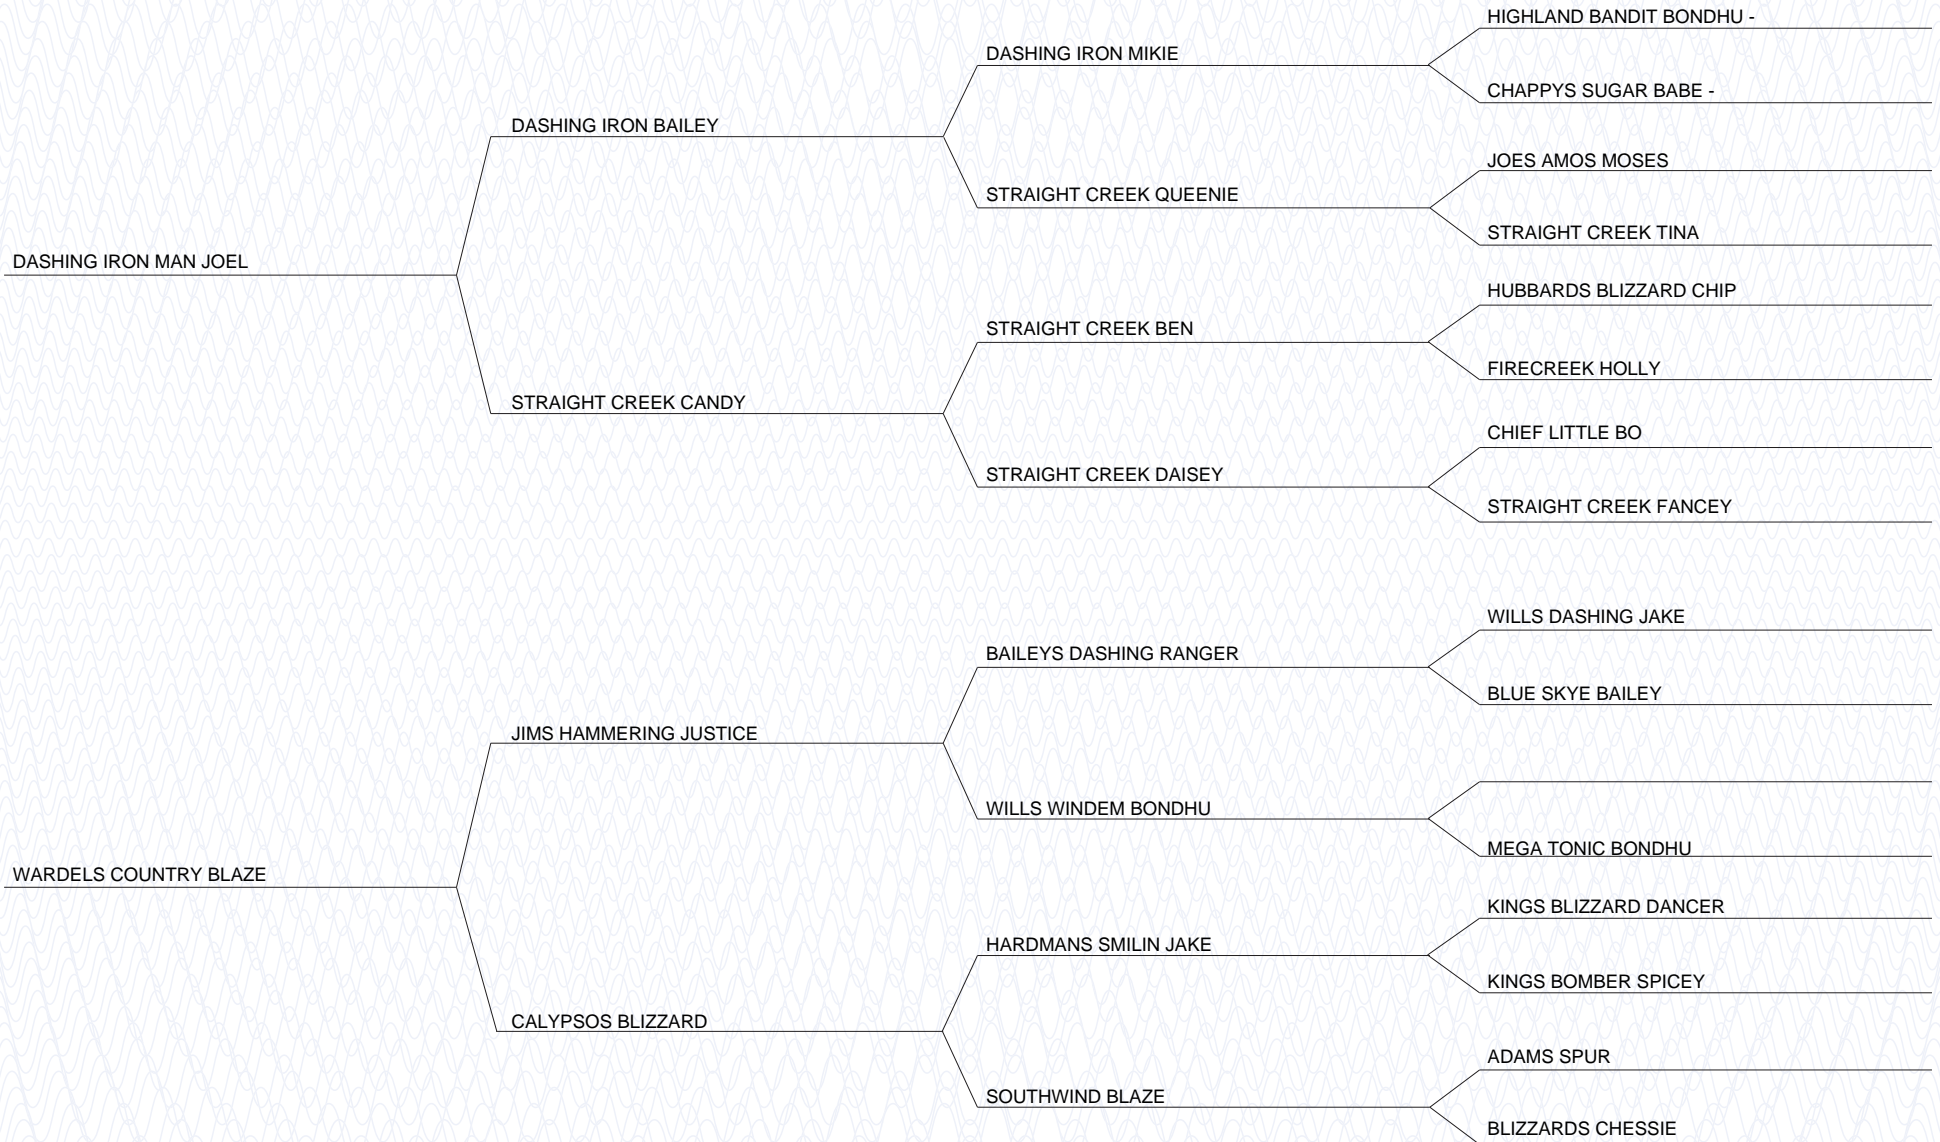 HIGHLAND BANDIT BONDHU -
DASHING IRON MIKIE
CHAPPYS SUGAR BABE -
DASHING IRON BAILEY
JOES AMOS MOSES
STRAIGHT CREEK QUEENIE
STRAIGHT CREEK TINA
DASHING IRON MAN JOEL
HUBBARDS BLIZZARD CHIP
STRAIGHT CREEK BEN
FIRECREEK HOLLY
STRAIGHT CREEK CANDY
CHIEF LITTLE BO
STRAIGHT CREEK DAISEY
STRAIGHT CREEK FANCEY
WILLS DASHING JAKE
BAILEYS DASHING RANGER
BLUE SKYE BAILEY
JIMS HAMMERING JUSTICE
WILLS WINDEM BONDHU
MEGA TONIC BONDHU
WARDELS COUNTRY BLAZE
KINGS BLIZZARD DANCER
HARDMANS SMILIN JAKE
KINGS BOMBER SPICEY
CALYPSOS BLIZZARD
ADAMS SPUR
SOUTHWIND BLAZE
BLIZZARDS CHESSIE